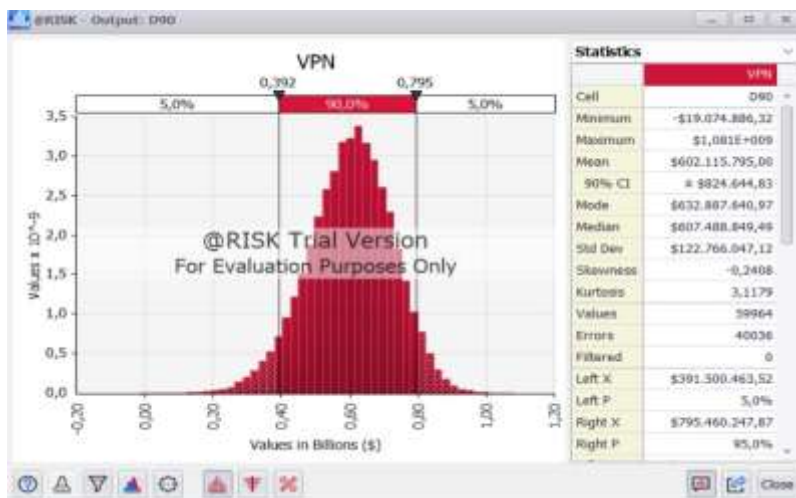 @RISK - Output: D90
VPN
0,392 0,795
5,0% 90,0% 5,0%
3,5
3,0
2,5
2,0
1,5
1,0
0,5
0,0
Values x 10^-9
@RISK Trial Version
For Evaluation Purposes Only
-0,20 0,00 0,20 0,40 0,60 0,80 1,00 1,20
Values in Billions ($)
Statistics
VPN
Cell D90
Minimum -$19.074.886,32
Maximum $1,081E+009
Mean $602.115.795,00
90% CI ± $824.644,83
Mode $632.887.640,97
Median $607.488.849,49
Std Dev $122.766.047,12
Skewness -0,2408
Kurtosis 3,1179
Values 59964
Errors 40036
Filtered 0
Left X $391.500.463,52
Left P 5,0%
Right X $795.460.247,87
Right P 95,0%
Close